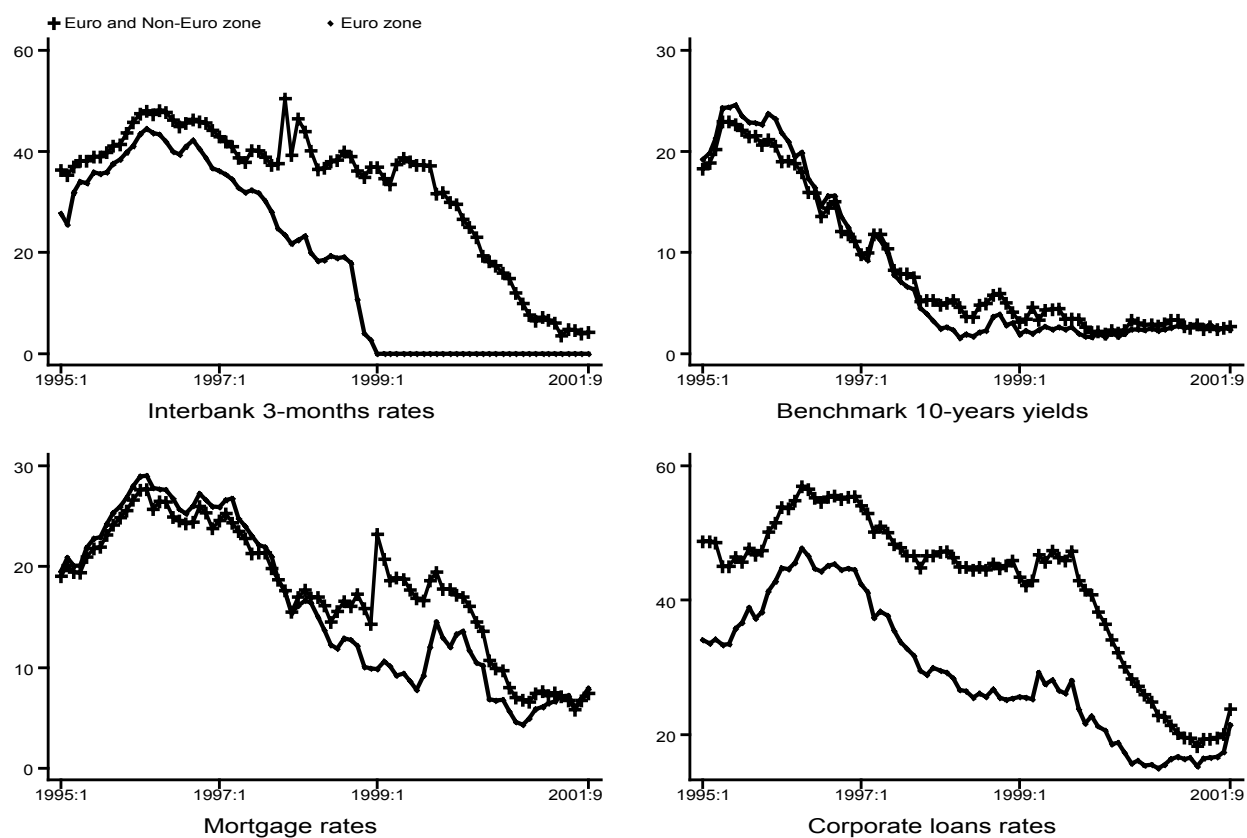 Euro and Non-Euro zone Euro zone
60
40
20
0
1995:1 1997:1 1999:1 2001:9
Interbank 3-months rates
30
20
10
0
1995:1 1997:1 1999:1 2001:9
Benchmark 10-years yields
30
20
10
0
1995:1 1997:1 1999:1 2001:9
Mortgage rates
60
40
20
1995:1 1997:1 1999:1 2001:9
Corporate loans rates